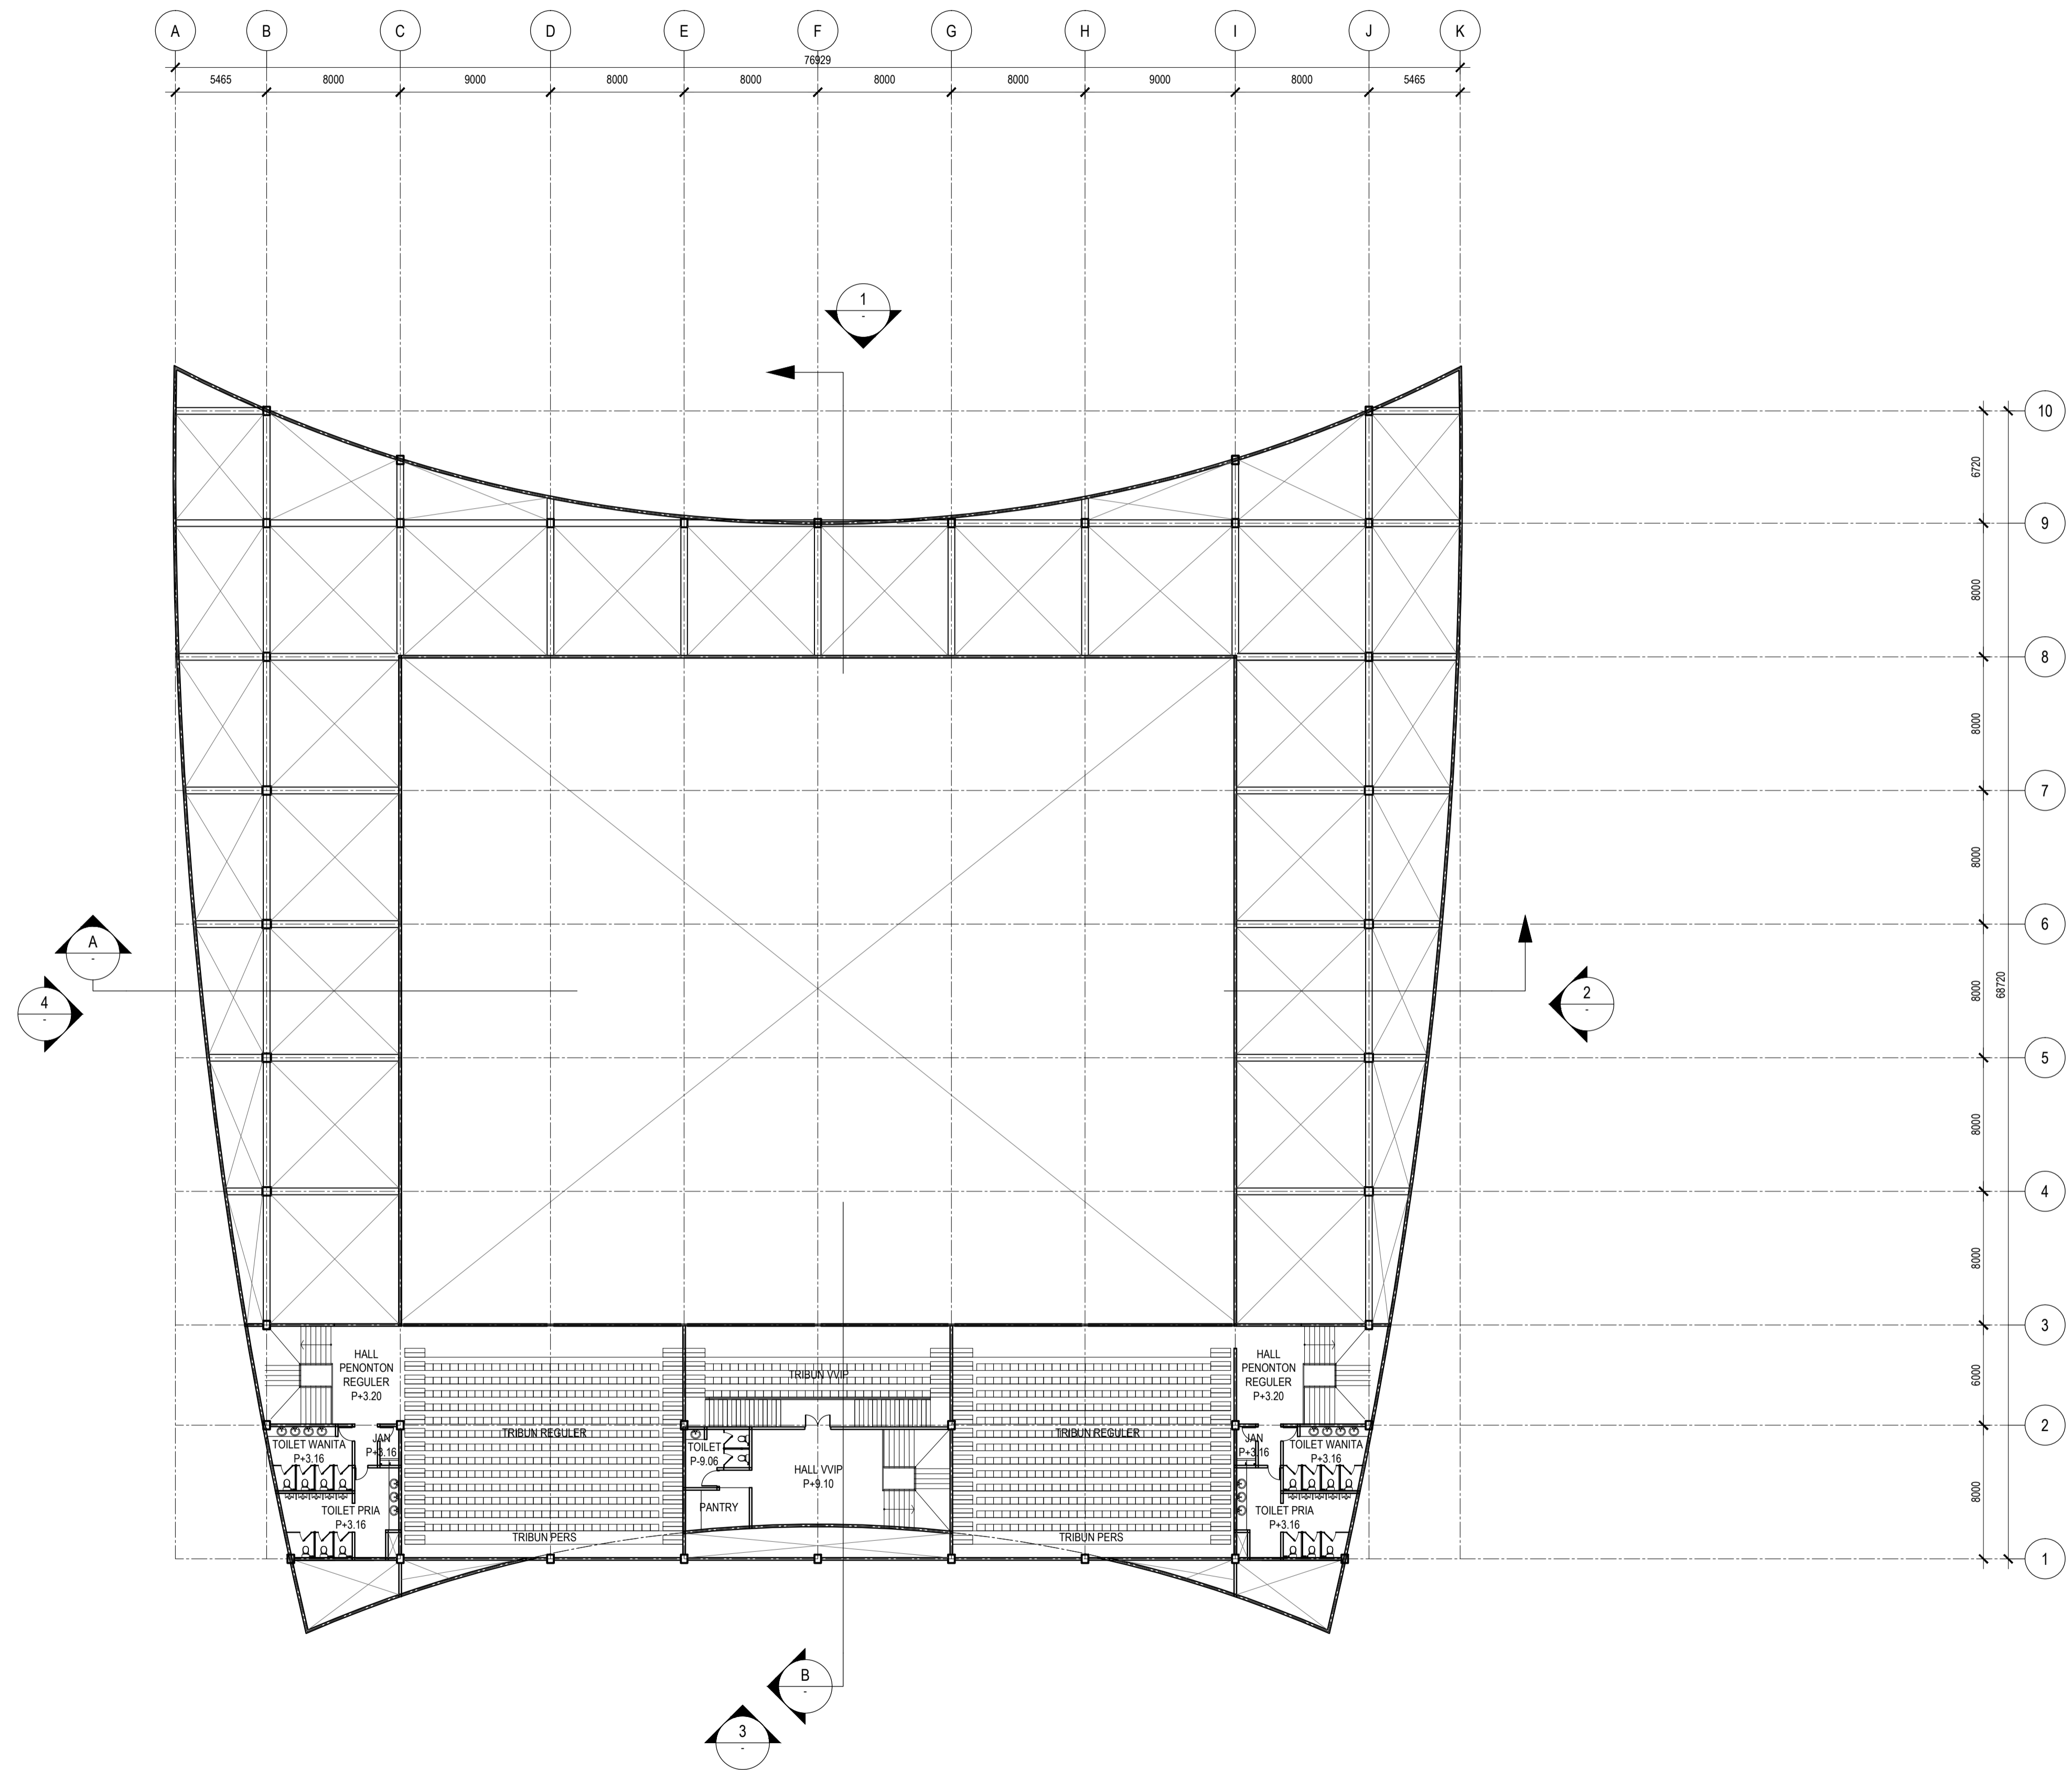 A B C D E F G H I J K
76929
5465 8000 9000 8000 8000 8000 8000 9000 8000 5465
1
-
10
6720
9
8000
8
8000
7
8000
6
A
-
4
-
2
-
8000
68720
5
8000
4
8000
3
HALL
PENONTON
REGULER
P+3.20
TRIBUN VVIP
HALL
PENONTON
REGULER
P+3.20
6000
2
JAN
P+3.16
TOILET WANITA
P+3.16
TRIBUN REGULER
TOILET
P-9.06
HALL VVIP
P+9.10
PANTRY
TRIBUN REGULER
JAN
P+3.16
TOILET WANITA
P+3.16
8000
TOILET PRIA
P+3.16
TRIBUN PERS
TRIBUN PERS
TOILET PRIA
P+3.16
1
B
-
3
-